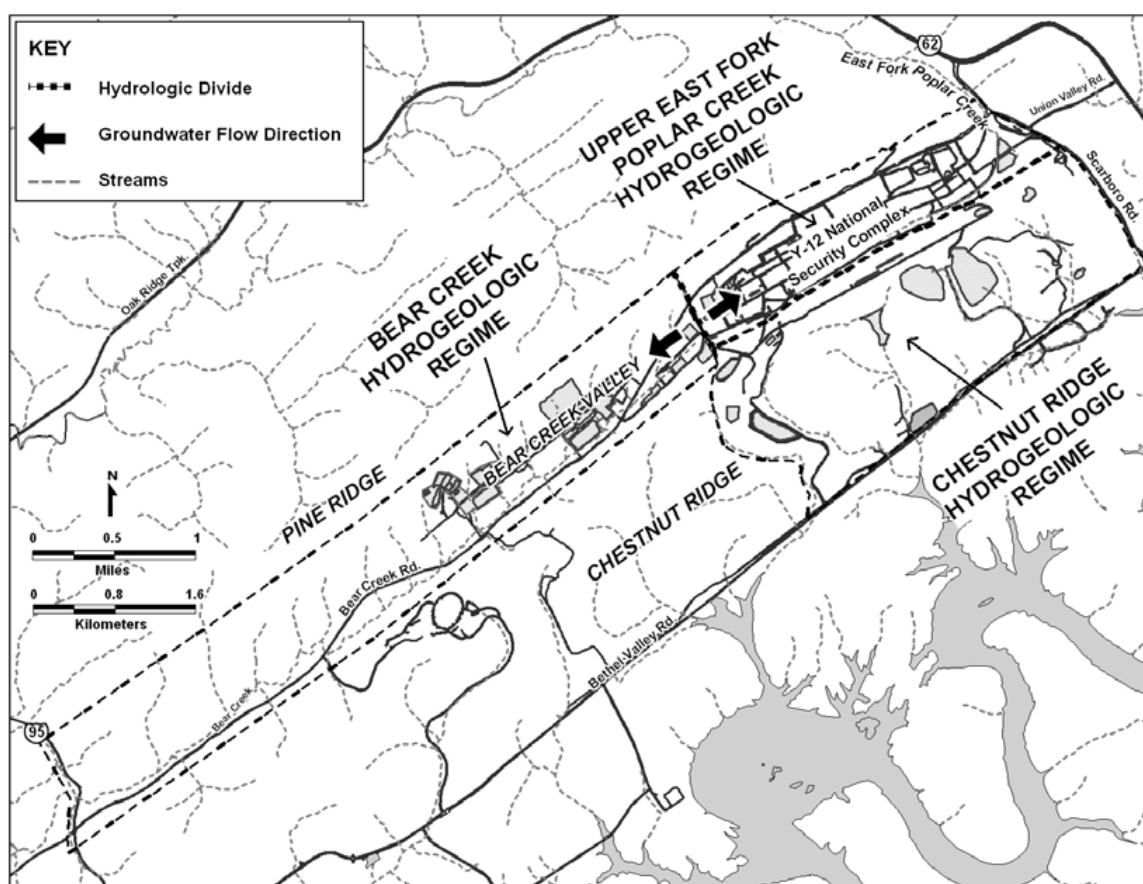 KEY
Hydrologic Divide
Groundwater Flow Direction
Streams
62
East Fork Poplar Creek
Union Valley Rd.
Scarboro Rd.
UPPER EAST FORK
POPLAR CREEK
HYDROGEOLOGIC
REGIME
Y-12 National
Security Complex
Oak Ridge Tpk.
BEAR CREEK
HYDROGEOLOGIC
REGIME
BEAR CREEK VALLEY
CHESTNUT RIDGE
HYDROGEOLOGIC
REGIME
PINE RIDGE
CHESTNUT RIDGE
N
0 0.5 1
Miles
0 0.8 1.6
Kilometers
Bear Creek Rd.
Bethel Valley Rd.
Bear Creek
95